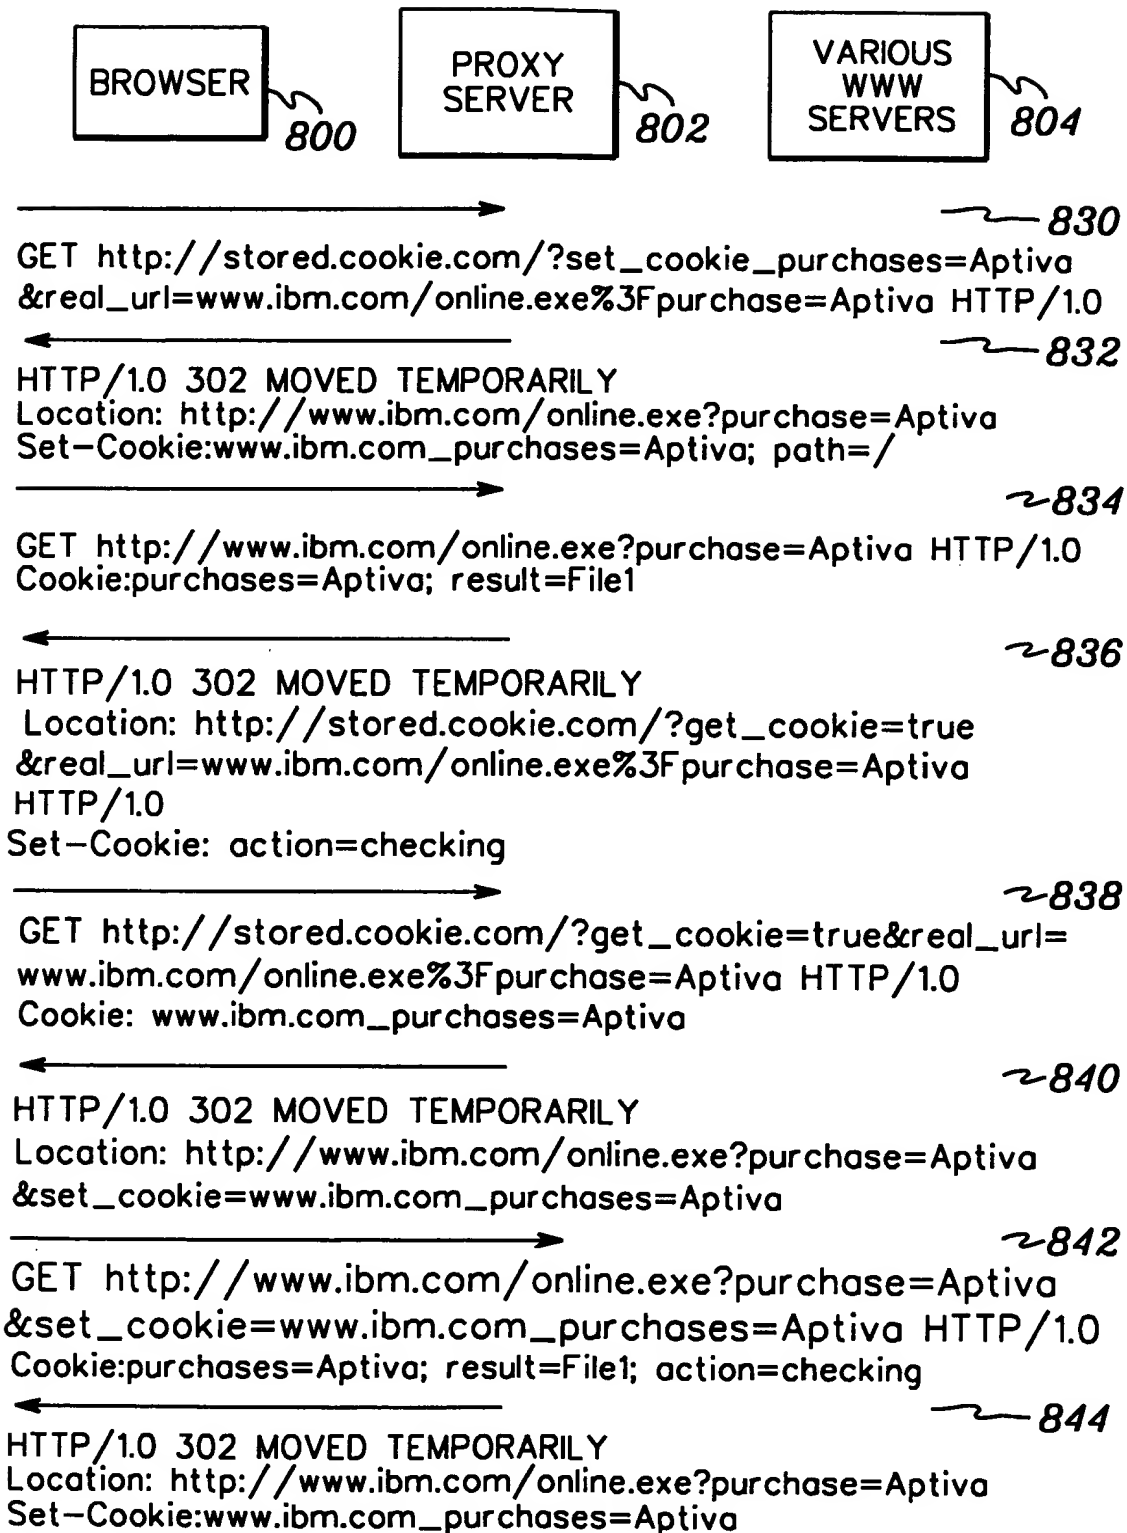 BROWSER
800
PROXY
SERVER
802
VARIOUS
WWW
SERVERS
804
830
GET http://stored.cookie.com/?set_cookie_purchases=Aptiva
&real_url=www.ibm.com/online.exe%3Fpurchase=Aptiva HTTP/1.0
832
HTTP/1.0 302 MOVED TEMPORARILY
Location: http://www.ibm.com/online.exe?purchase=Aptiva
Set-Cookie:www.ibm.com_purchases=Aptiva; path=/
834
GET http://www.ibm.com/online.exe?purchase=Aptiva HTTP/1.0
Cookie:purchases=Aptiva; result=File1
836
HTTP/1.0 302 MOVED TEMPORARILY
Location: http://stored.cookie.com/?get_cookie=true
&real_url=www.ibm.com/online.exe%3Fpurchase=Aptiva
HTTP/1.0
Set-Cookie: action=checking
838
GET http://stored.cookie.com/?get_cookie=true&real_url=
www.ibm.com/online.exe%3Fpurchase=Aptiva HTTP/1.0
Cookie: www.ibm.com_purchases=Aptiva
840
HTTP/1.0 302 MOVED TEMPORARILY
Location: http://www.ibm.com/online.exe?purchase=Aptiva
&set_cookie=www.ibm.com_purchases=Aptiva
842
GET http://www.ibm.com/online.exe?purchase=Aptiva
&set_cookie=www.ibm.com_purchases=Aptiva HTTP/1.0
Cookie:purchases=Aptiva; result=File1; action=checking
844
HTTP/1.0 302 MOVED TEMPORARILY
Location: http://www.ibm.com/online.exe?purchase=Aptiva
Set-Cookie:www.ibm.com_purchases=Aptiva